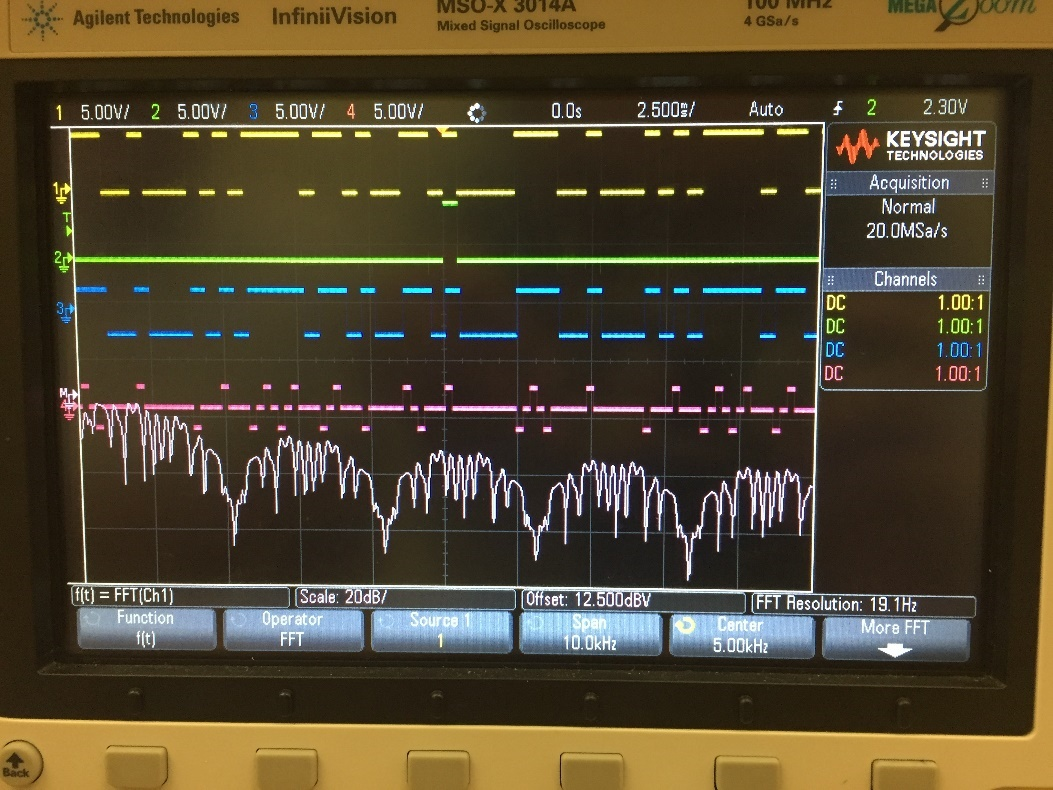 Agilent Technologies InfiniiVision MSO-X 3014A 100 MHz MEGA Zoom
Mixed Signal Oscilloscope 4 GSa/s
1 5.00V/ 2 5.00V/ 3 5.00V/ 4 5.00V/ 0.0s 2.500ms/ Auto 2 2.30V
KEYSIGHT
TECHNOLOGIES
Acquisition
Normal
20.0MSa/s
Channels
DC 1.00:1
DC 1.00:1
DC 1.00:1
DC 1.00:1
1
T
2
3
M
4
f(t) = FFT(Ch1) Scale: 20dB/ Offset: 12.500dBV FFT Resolution: 19.1Hz
Function Operator Source 1 Span Center More FFT
f(t) FFT 1 10.0kHz 5.00kHz
Back